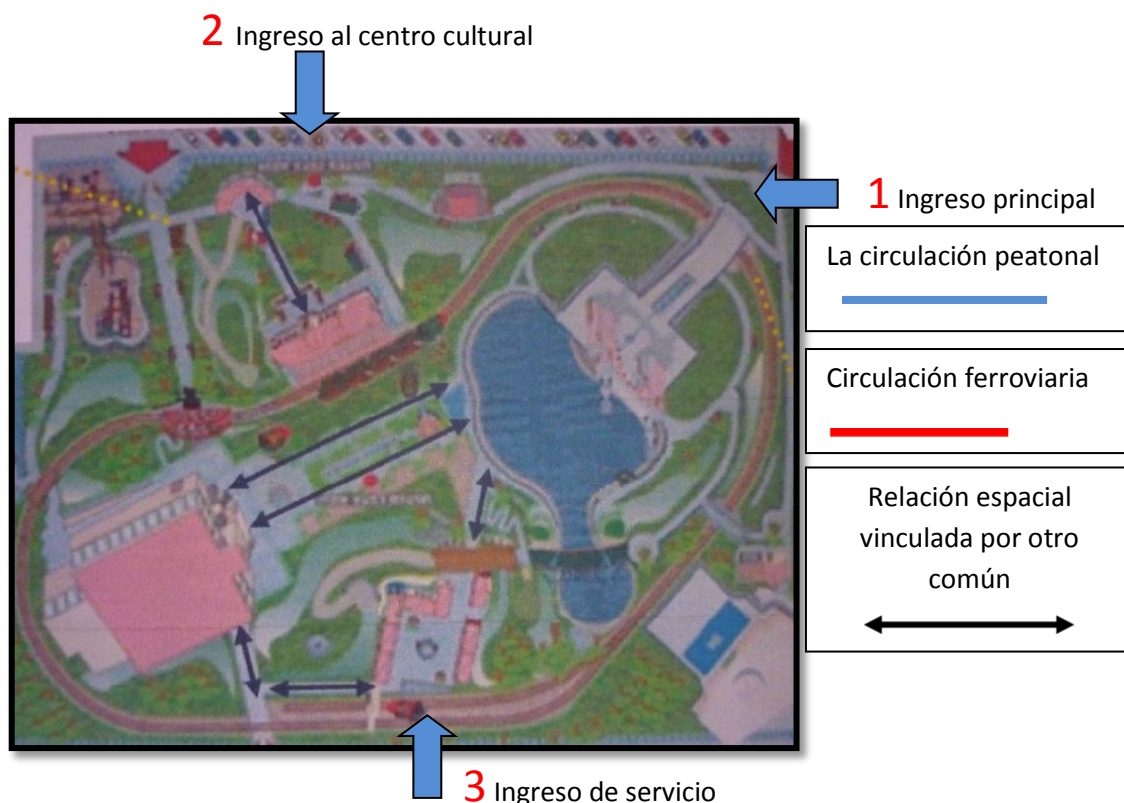 2 Ingreso al centro cultural
1 Ingreso principal
La circulación peatonal
Circulación ferroviaria
Relación espacial
vinculada por otro
común
3 Ingreso de servicio